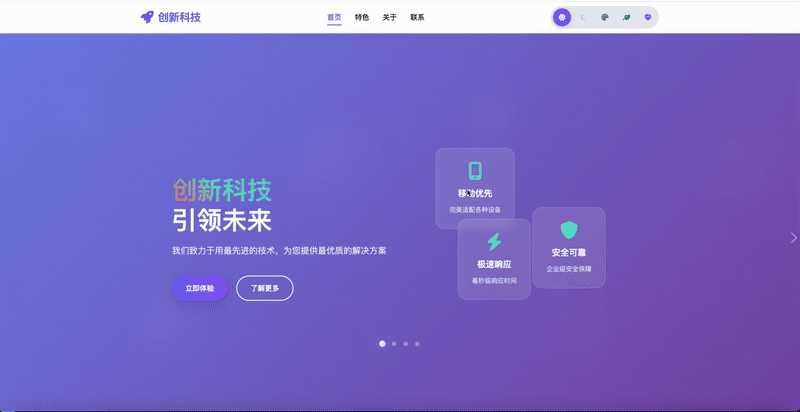 创新科技
首页 特色 关于 联系
创新科技
引领未来
我们致力于用最先进的技术，为您提供最优质的解决方案
立即体验 了解更多
移动优先
完美适配各种设备
极速响应
毫秒级响应时间
安全可靠
企业级安全保障